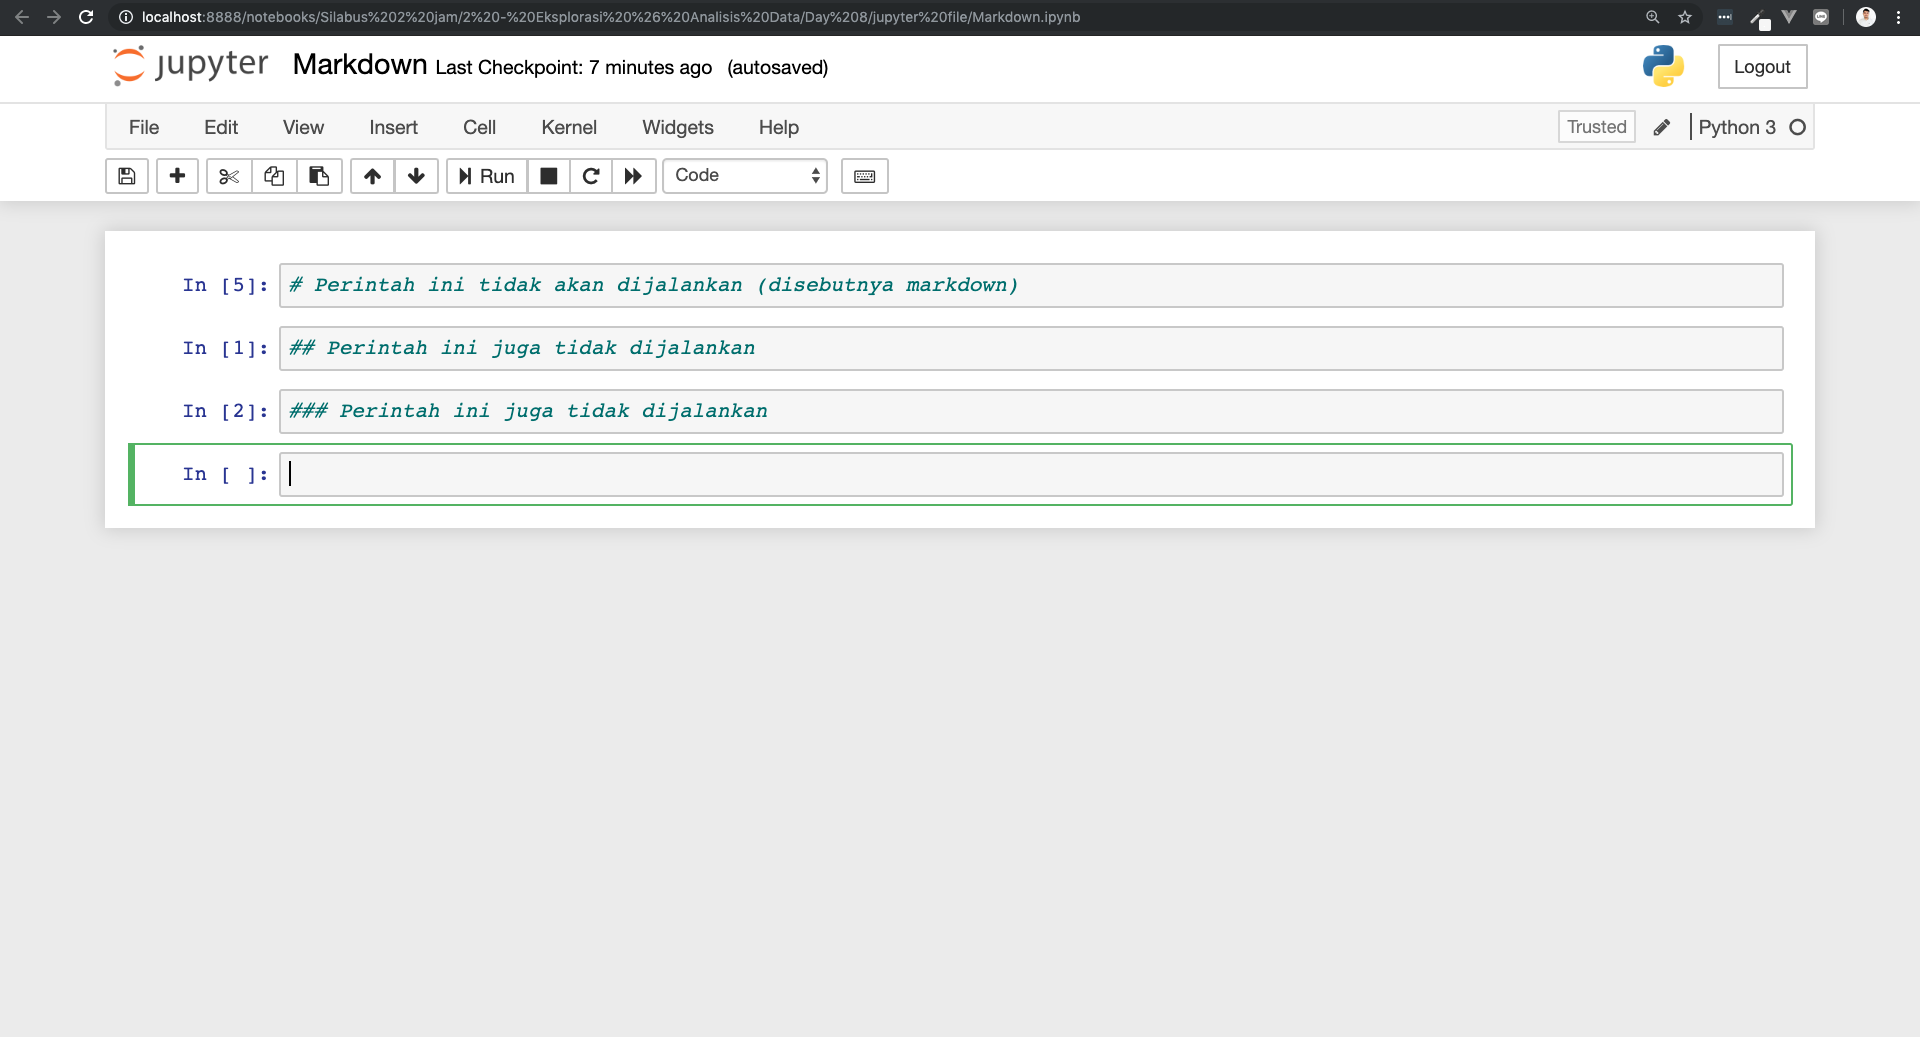 localhost:8888/notebooks/Silabus%202%20jam/2%20-%20Eksplorasi%20%26%20Analisis%20Data/Day%208/jupyter%20file/Markdown.ipynb
jupyter Markdown Last Checkpoint: 7 minutes ago (autosaved) Logout
File Edit View Insert Cell Kernel Widgets Help Trusted Python 3
Run Code
In [5]: # Perintah ini tidak akan dijalankan (disebutnya markdown)
In [1]: ## Perintah ini juga tidak dijalankan
In [2]: ### Perintah ini juga tidak dijalankan
In [ ]: